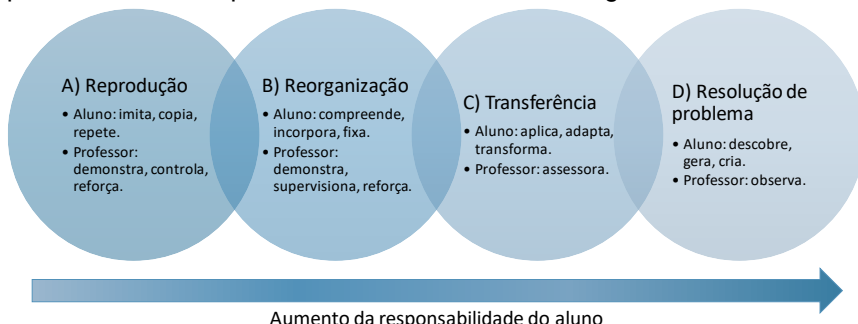 A) Reprodução
• Aluno: imita, copia,
repete.
• Professor:
demonstra, controla,
reforça.
B) Reorganização
• Aluno: compreende,
incorpora, fixa.
• Professor:
demonstra,
supervisiona, reforça.
C) Transferência
• Aluno: aplica, adapta,
transforma.
• Professor: assessora.
D) Resolução de
problema
• Aluno: descobre,
gera, cria.
• Professor: observa.
Aumento da responsabilidade do aluno